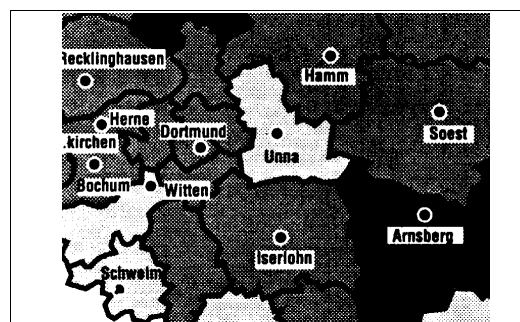 Recklinghausen
Hamm
Herne
Dortmund
Soest
.kirchen
Unna
Bochum
Witten
Arnsberg
Iserlohn
Schwelm